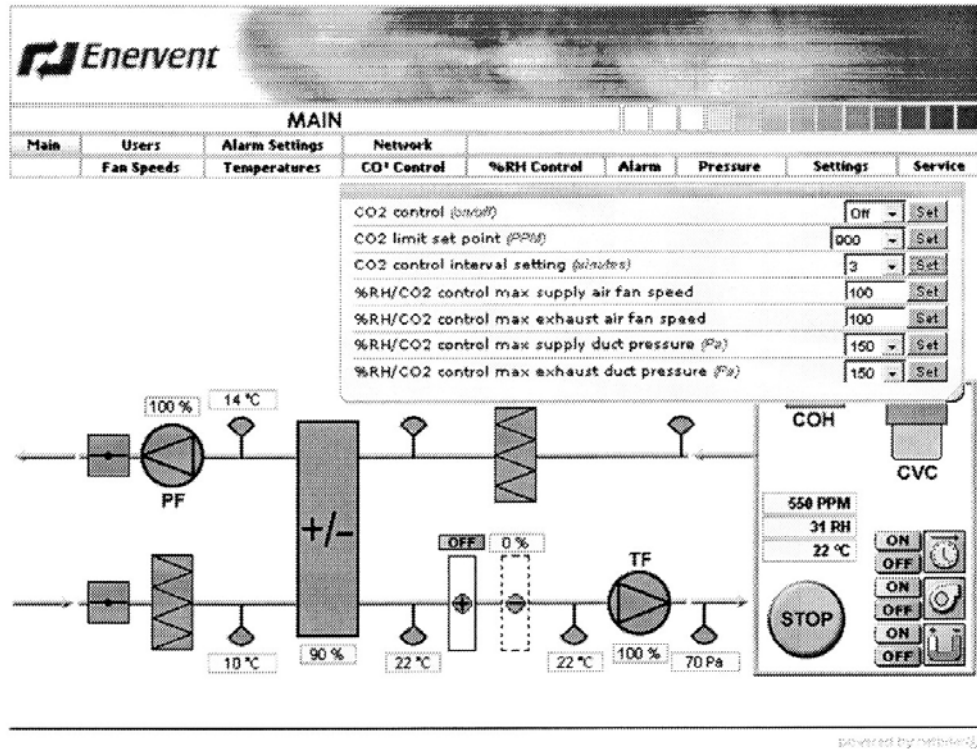 Enervent
MAIN
Main Users Alarm Settings Network
Fan Speeds Temperatures CO² Control %RH Control Alarm Pressure Settings Service
CO2 control (on/off) Off Set
CO2 limit set point (PPM) 900 Set
CO2 control interval setting (minutes) 3 Set
%RH/CO2 control max supply air fan speed 100 Set
%RH/CO2 control max exhaust air fan speed 100 Set
%RH/CO2 control max supply duct pressure (Pa) 150 Set
%RH/CO2 control max exhaust duct pressure (Pa) 150 Set
100 % 14 °C
COH
CVC
PF
550 PPM
31 RH
22 °C
+/-
OFF 0 %
TF
ON
OFF
ON
OFF
ON
OFF
STOP
10 °C 90 % 22 °C 22 °C 100 % 70 Pa
powered by